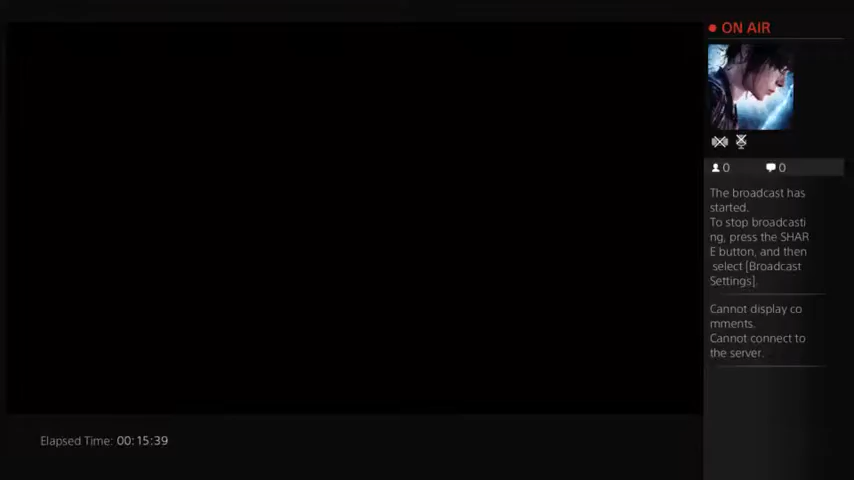 ON AIR
0 0
The broadcast has
started.
To stop broadcasti
ng, press the SHAR
E button, and then
select [Broadcast
Settings].
Cannot display co
mments.
Cannot connect to
the server.
Elapsed Time: 00:15:39